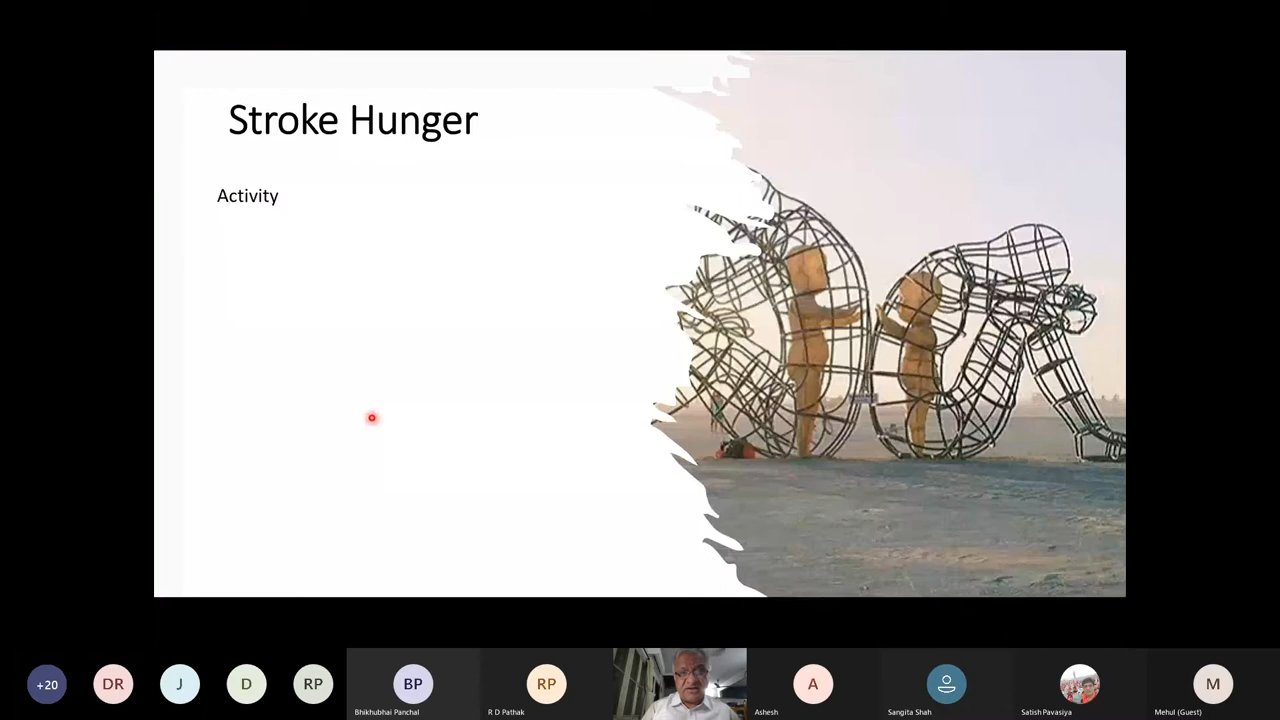 Stroke Hunger
Activity
+20
DR
J
D
RP
BP
Bhikhubhai Panchal
RP
R D Pathak
A
Ashesh
Sangita Shah
Satish Pavasiya
M
Mehul (Guest)